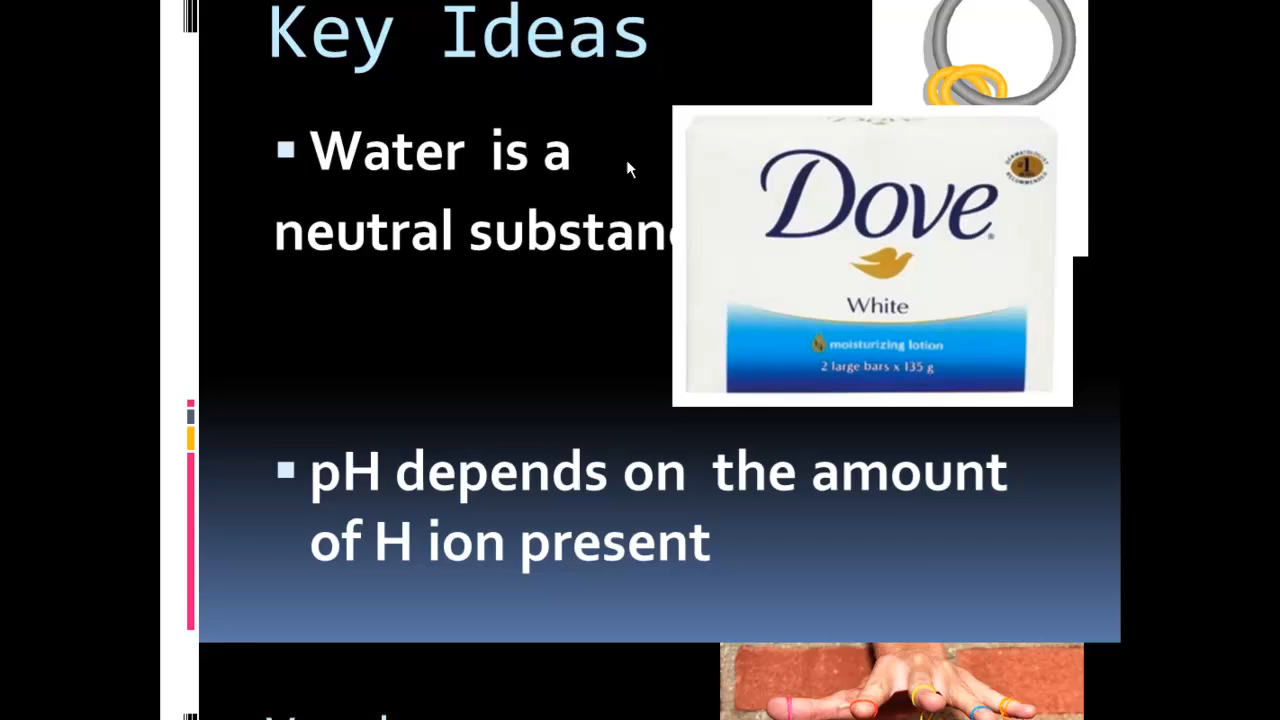 Key Ideas
Water is a
neutral substan
Dove
#1
White
moisturizing lotion
2 large bars x 135 g
pH depends on the amount
of H ion present